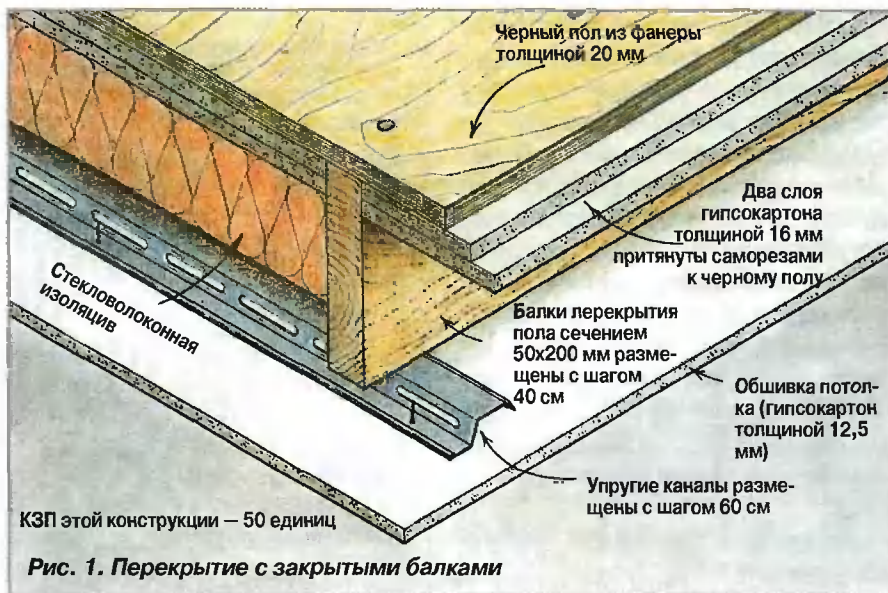 Черный пол из фанеры
толщиной 20 мм
Два слоя
гипсокартона
толщиной 16 мм
притянуты саморезами
к черному полу
Стекловолоконная
изоляцив
Балки лерекрытия
пола сечением
50х200 мм разме-
щены с шагом
40 см
Обшивка потол-
ка (гипсокартон
толщиной 12,5
мм)
Упругие каналы разме-
щены с шагом 60 см
КЗП этой конструкции — 50 единиц
Рис. 1. Перекрытие с закрытыми балками